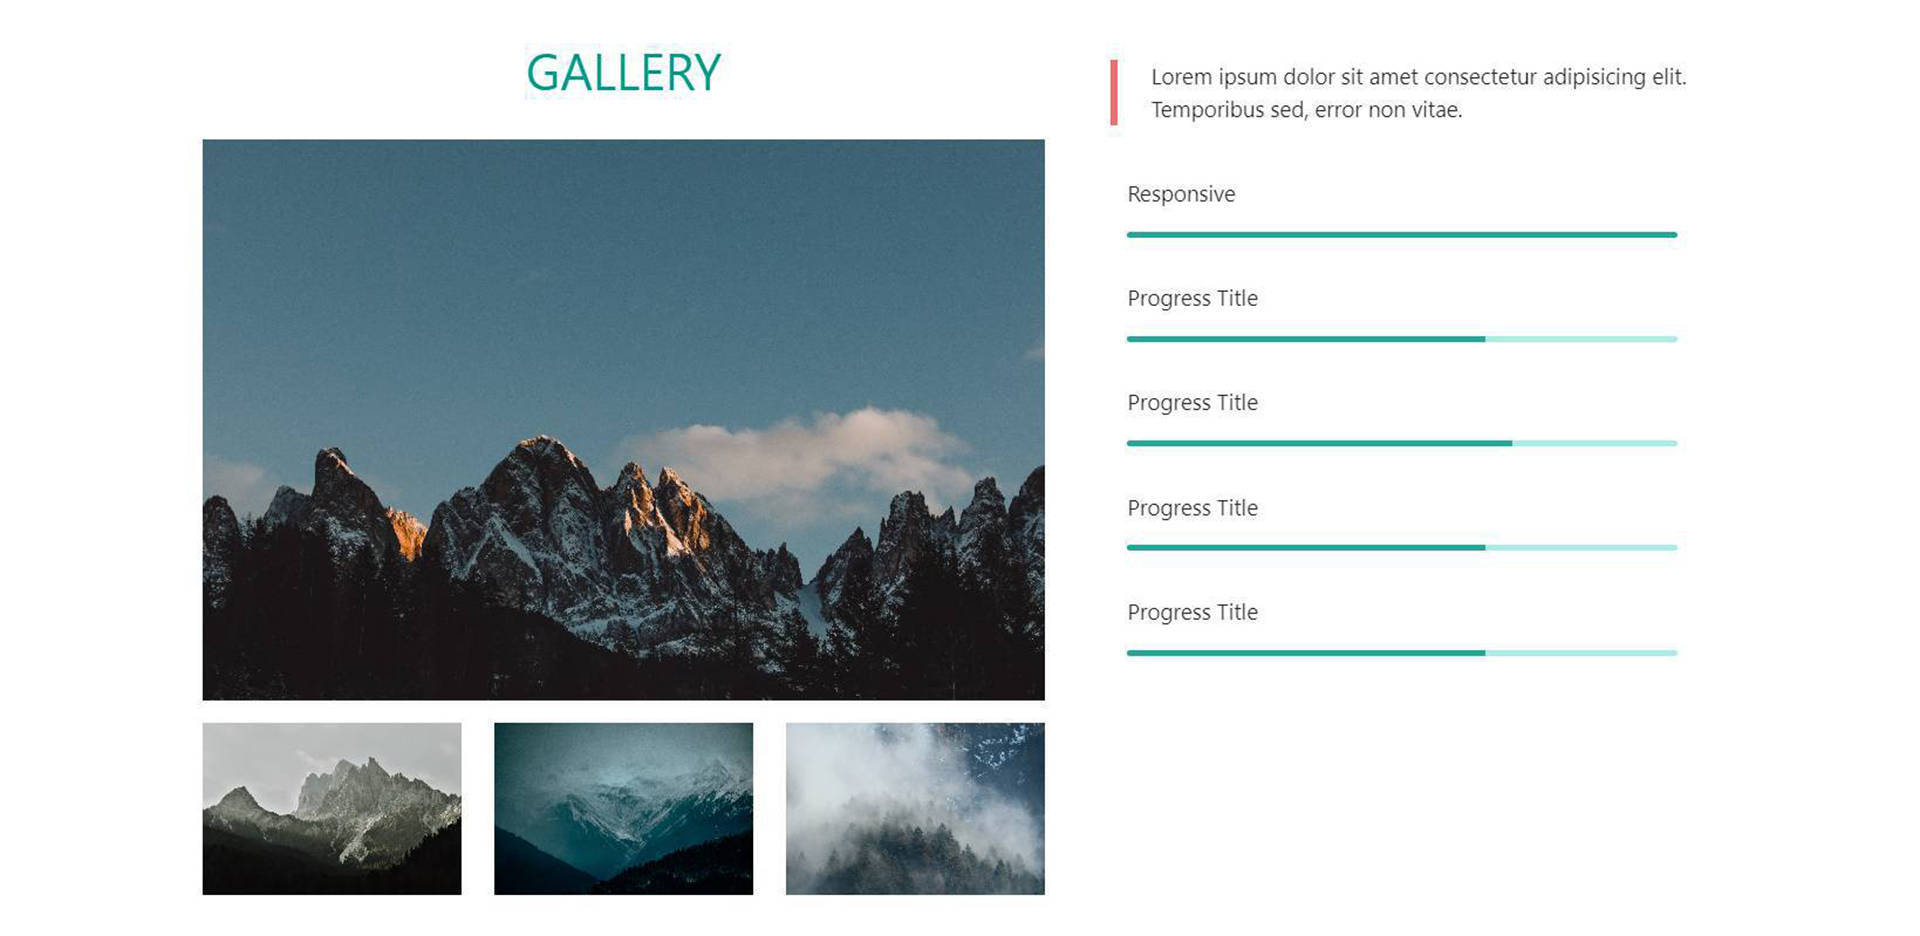 GALLERY
Lorem ipsum dolor sit amet consectetur adipisicing elit.
Temporibus sed, error non vitae.
Responsive
Progress Title
Progress Title
Progress Title
Progress Title